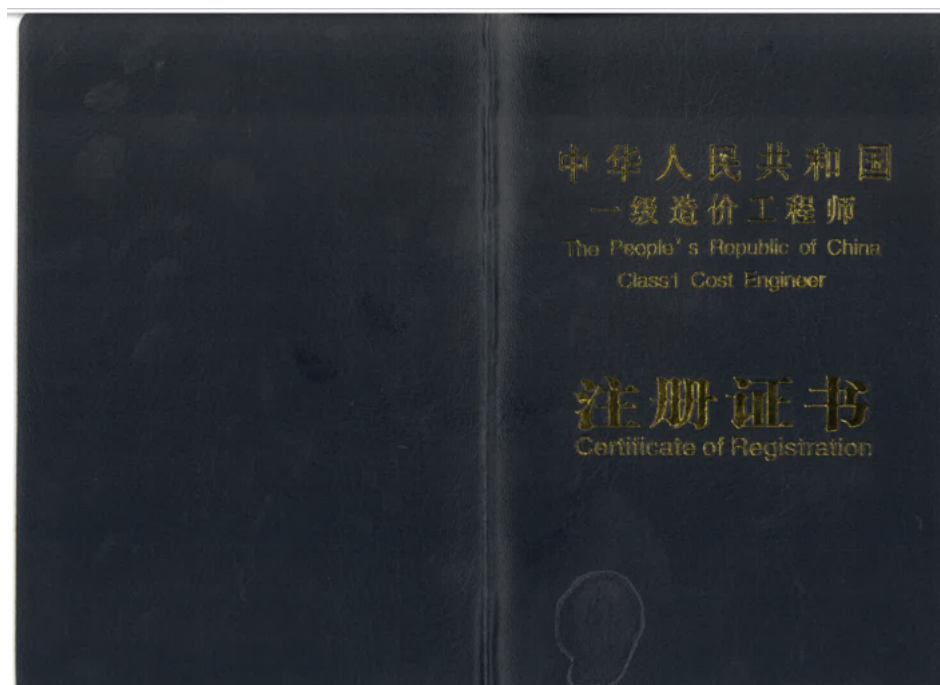 中华人民共和国
一级造价工程师
The People's Republic of China
Class1 Cost Engineer
注册证书
Certificate of Registration